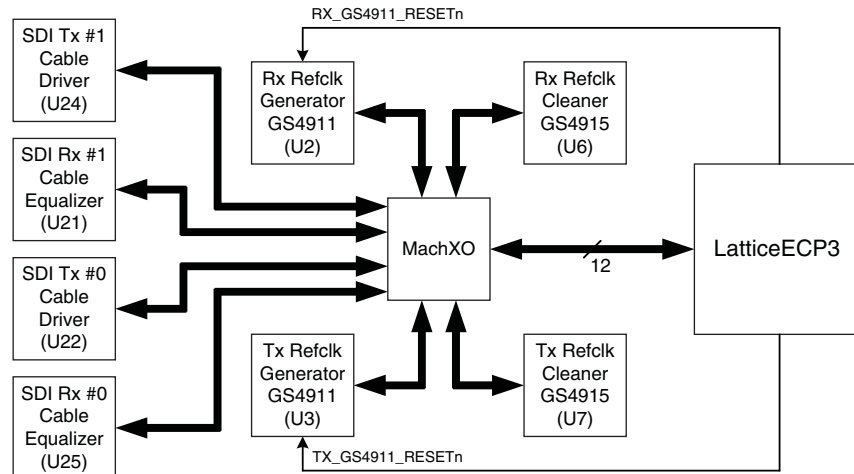 RX_GS4911_RESETn
SDI Tx #1
Cable
Driver
(U24)
Rx Refclk
Generator
GS4911
(U2)
Rx Refclk
Cleaner
GS4915
(U6)
SDI Rx #1
Cable
Equalizer
(U21)
MachXO
12
LatticeECP3
SDI Tx #0
Cable
Driver
(U22)
Tx Refclk
Generator
GS4911
(U3)
Tx Refclk
Cleaner
GS4915
(U7)
SDI Rx #0
Cable
Equalizer
(U25)
TX_GS4911_RESETn